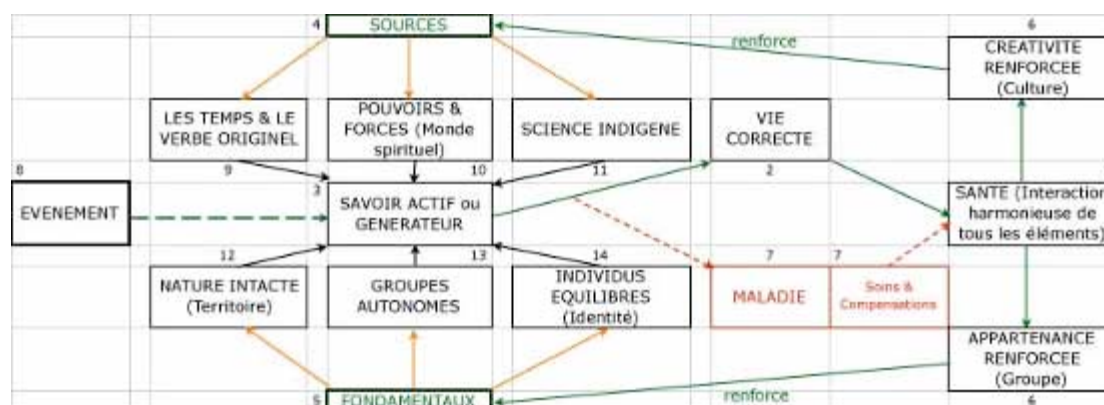 4
SOURCES
renforce
6
CREATIVITE
RENFORCEE
(Culture)
LES TEMPS & LE
VERBE ORIGINEL
POUVOIRS &
FORCES (Monde
spirituel)
SCIENCE INDIGENE
VIE
CORRECTE
8
9
10
11
2
EVENEMENT
3
SAVOIR ACTIF ou
GENERATEUR
SANTE (Interaction
harmonieuse de
tous les éléments)
12
13
14
7
7
NATURE INTACTE
(Territoire)
GROUPES
AUTONOMES
INDIVIDUS
EQUILIBRES
(Identité)
MALADIE
Soins &
Compensations
APPARTENANCE
RENFORCEE
(Groupe)
5
FONDAMENTAUX
renforce
6